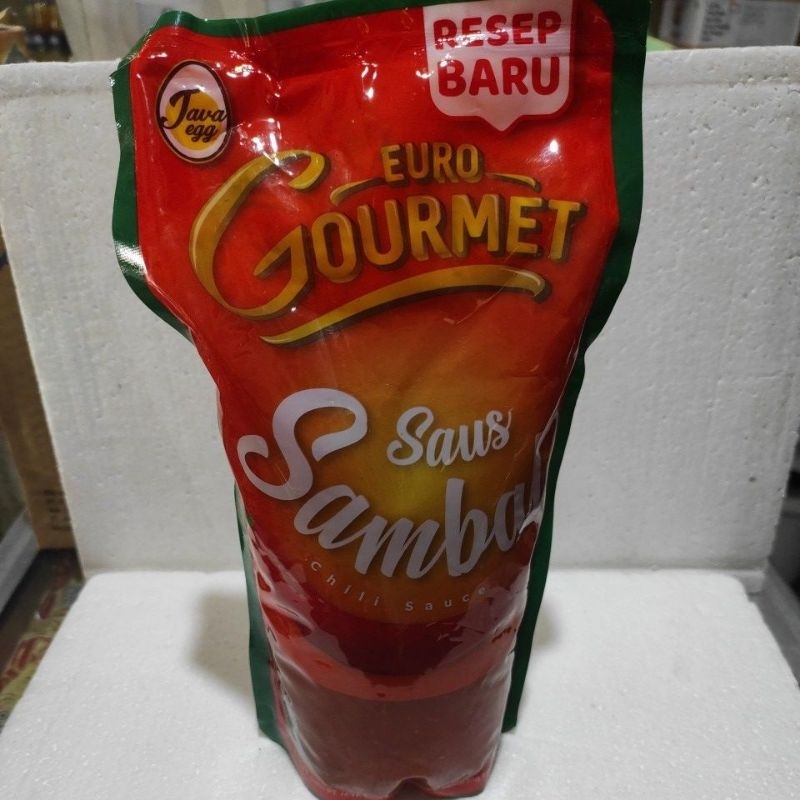 RESEP
BARU
Java
egg
EURO
GOURMET
Saus
Sambal
Chili Sauce